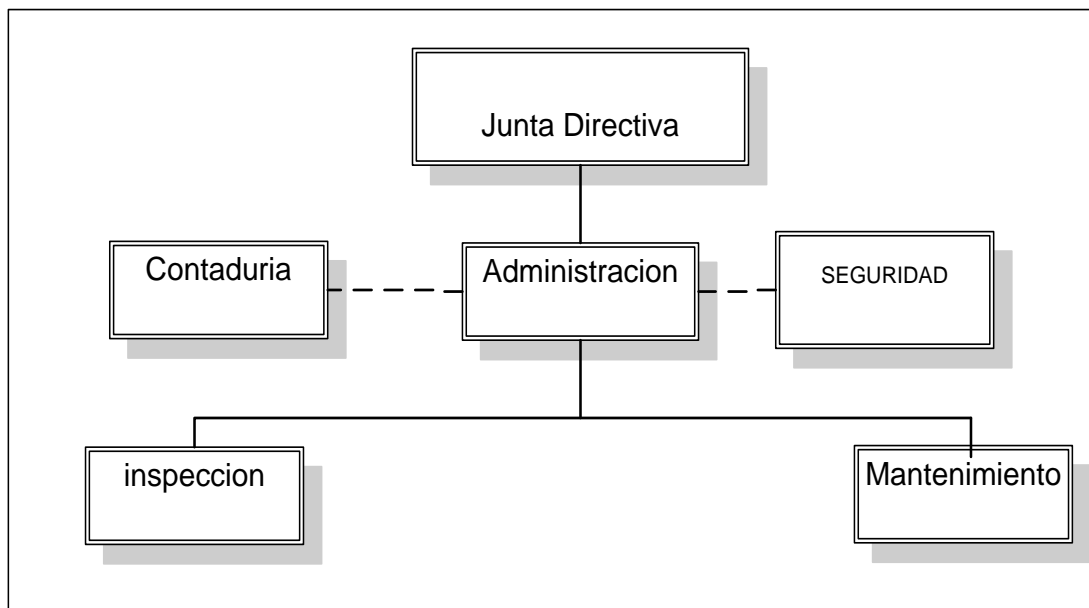 Junta Directiva
Contaduria
Administracion
SEGURIDAD
inspeccion
Mantenimiento